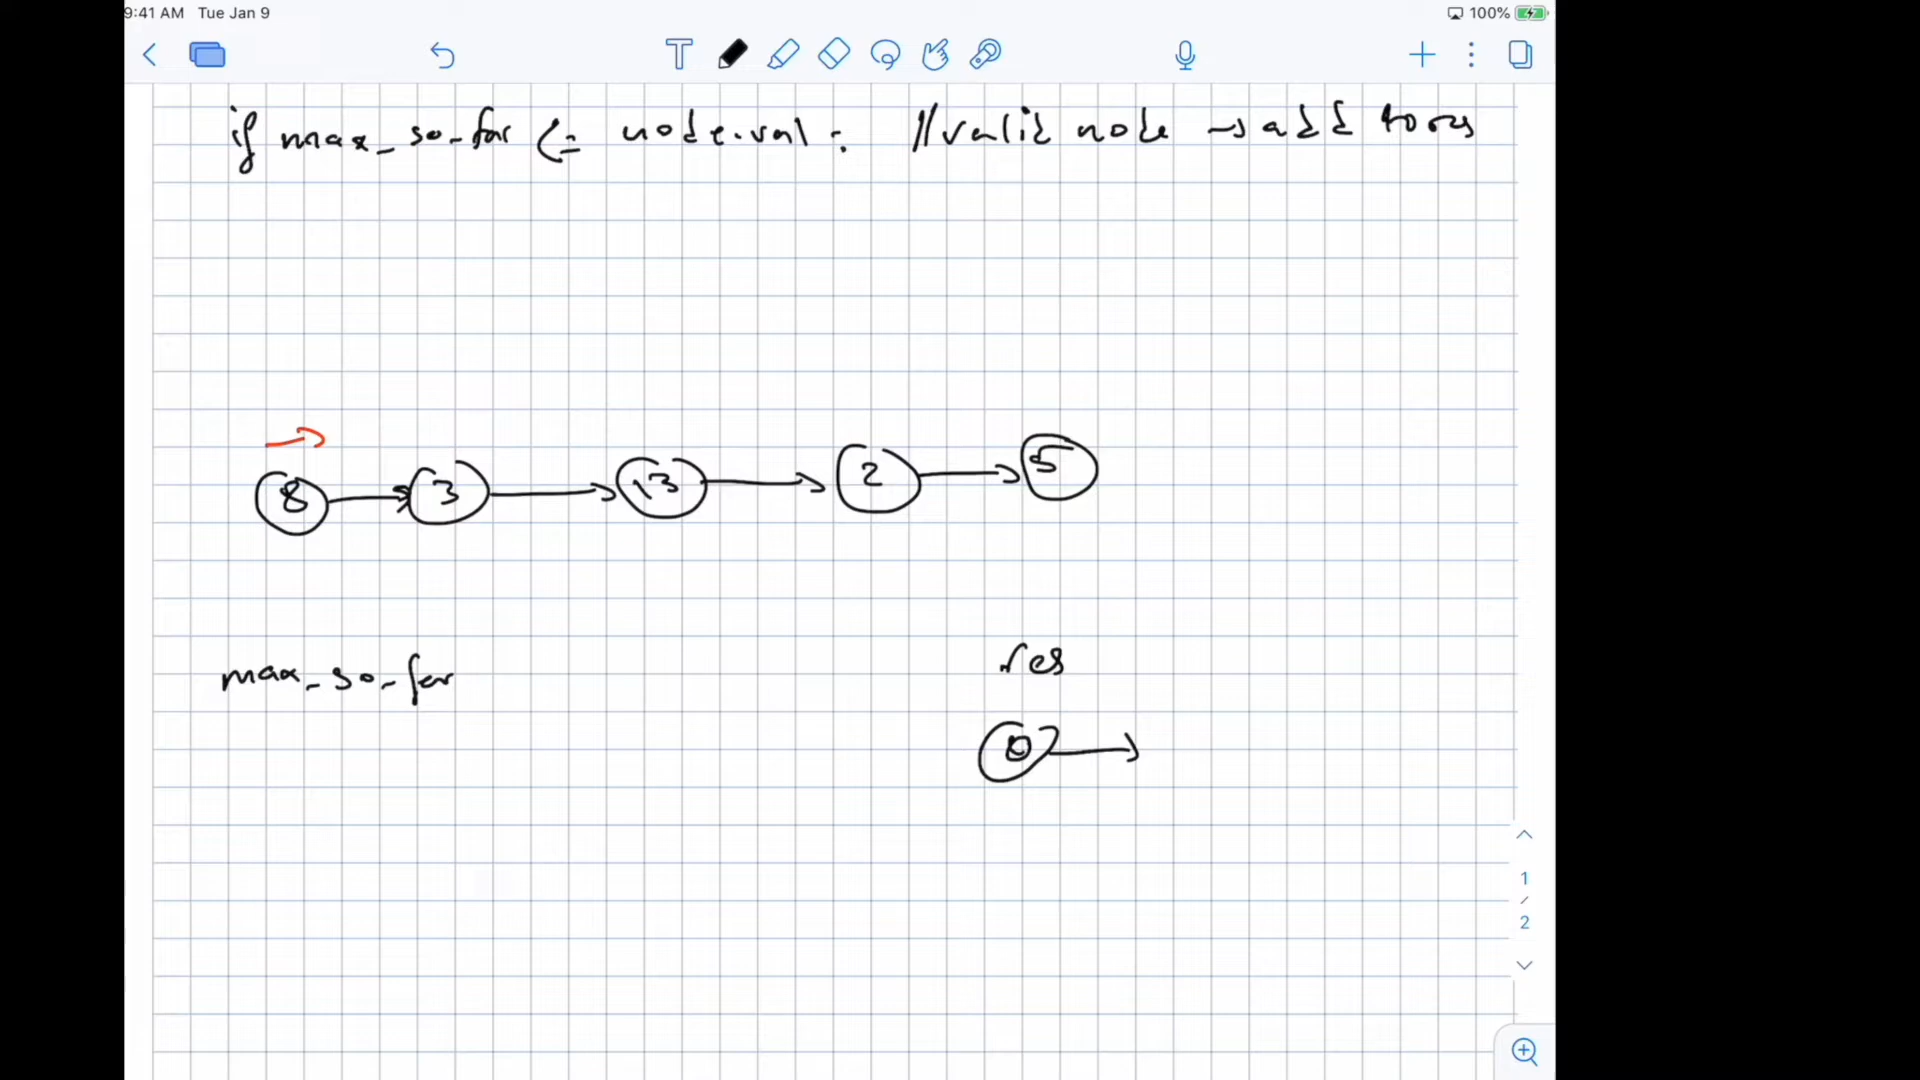 9:41 AM Tue Jan 9 100%
T
if max_so_far <= node.val : //valid node → add to res
8 → 3 → 13 → 2 → 5
max_so_far
res
0 →
1
/
2